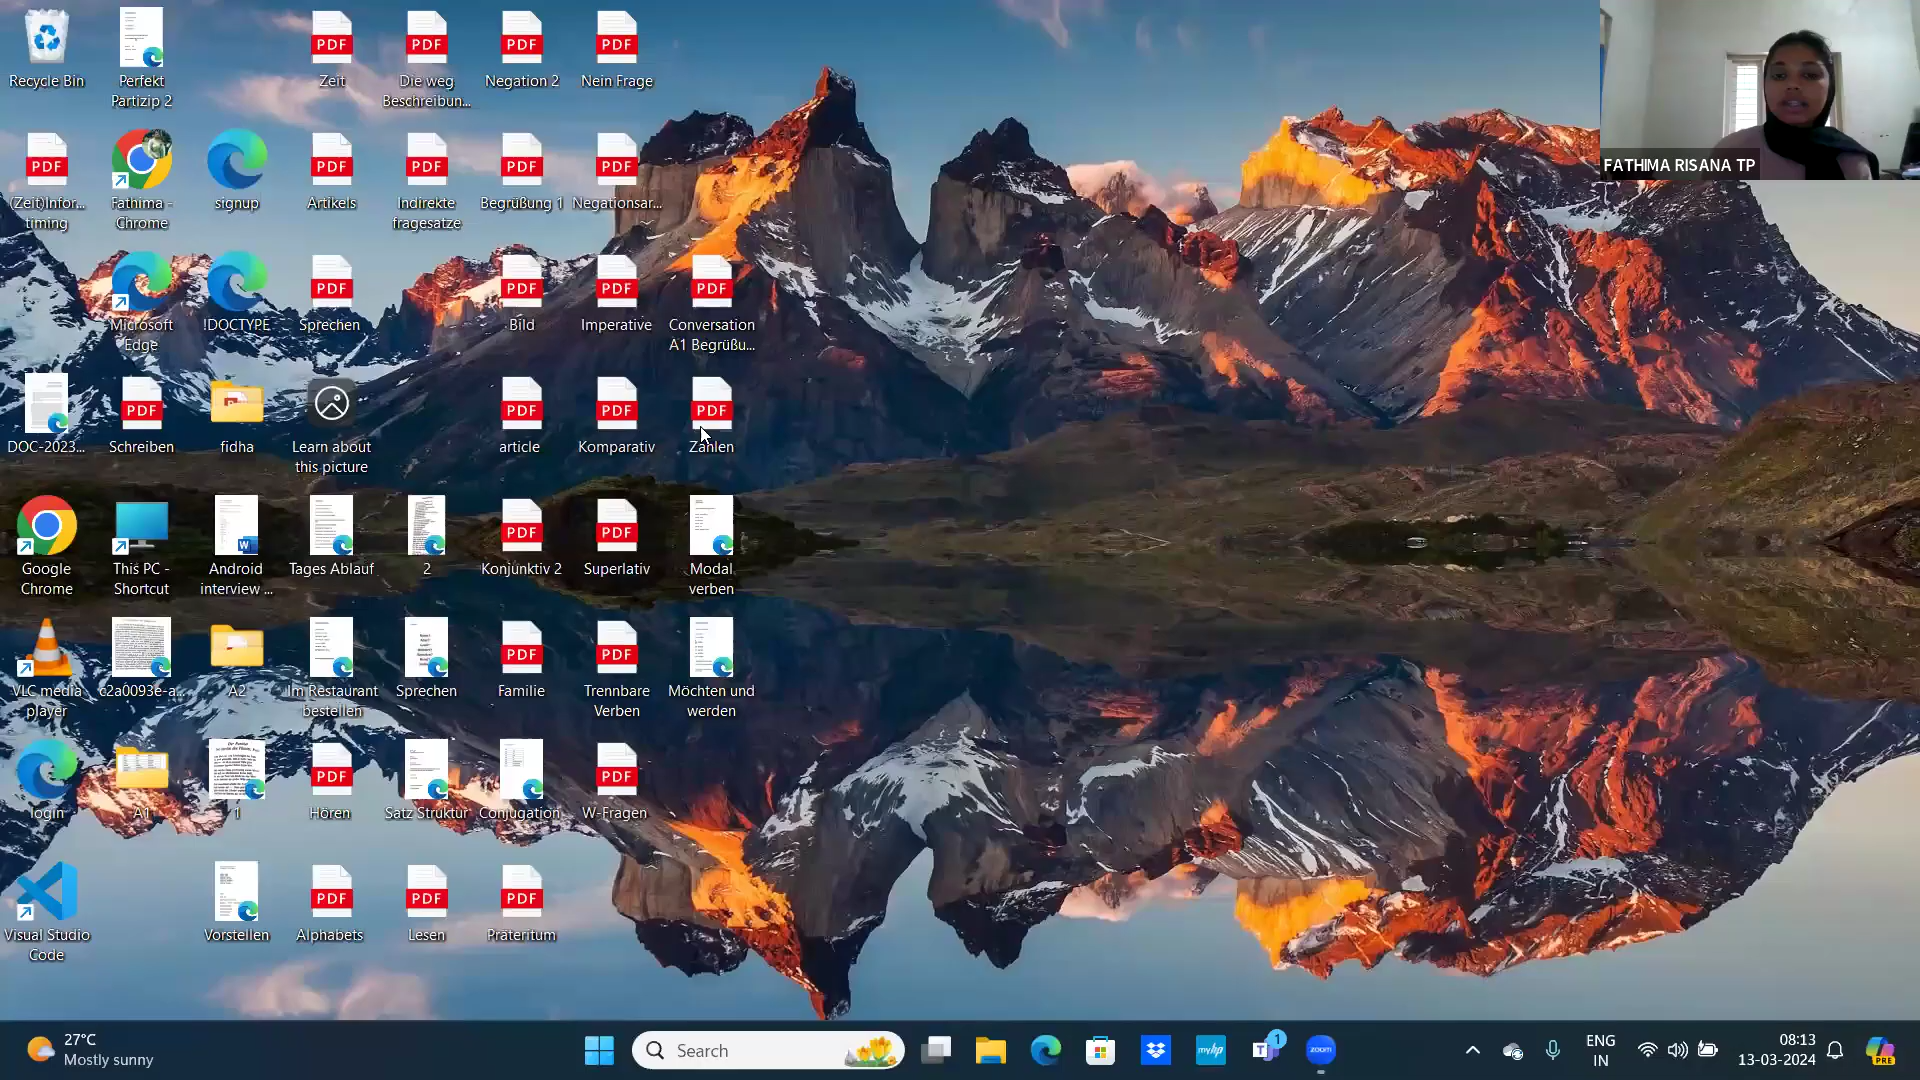 Recycle Bin
Perfekt
Partizip 2
PDF
Zeit
PDF
Die weg
Beschreibun...
PDF
Negation 2
PDF
Nein Frage
FATHIMA RISANA TP
PDF
(Zeit)Infor...
timing
Fathima -
Chrome
signup
PDF
Artikels
PDF
Indirekte
fragesatze
PDF
Begrüßung 1
PDF
Negationsar...
Microsoft
Edge
!DOCTYPE
PDF
Sprechen
PDF
Bild
PDF
Imperative
PDF
Conversation
A1 Begrüßu...
DOC-2023...
PDF
Schreiben
fidha
Learn about
this picture
PDF
article
PDF
Komparativ
PDF
Zahlen
Google
Chrome
This PC -
Shortcut
Android
interview ...
Tages Ablauf
2
PDF
Konjunktiv 2
PDF
Superlativ
Modal
verben
VLC media
player
c2a0093e-a...
A2
Im Restaurant
bestellen
Sprechen
PDF
Familie
PDF
Trennbare
Verben
Möchten und
werden
login
A1
1
PDF
Hören
Satz Struktur
Conjugation
PDF
W-Fragen
Visual Studio
Code
Vorstellen
PDF
Alphabets
PDF
Lesen
PDF
Präteritum
27°C
Mostly sunny
Search
myhp
T
1
zoom
ENG
IN
08:13
13-03-2024
PRE